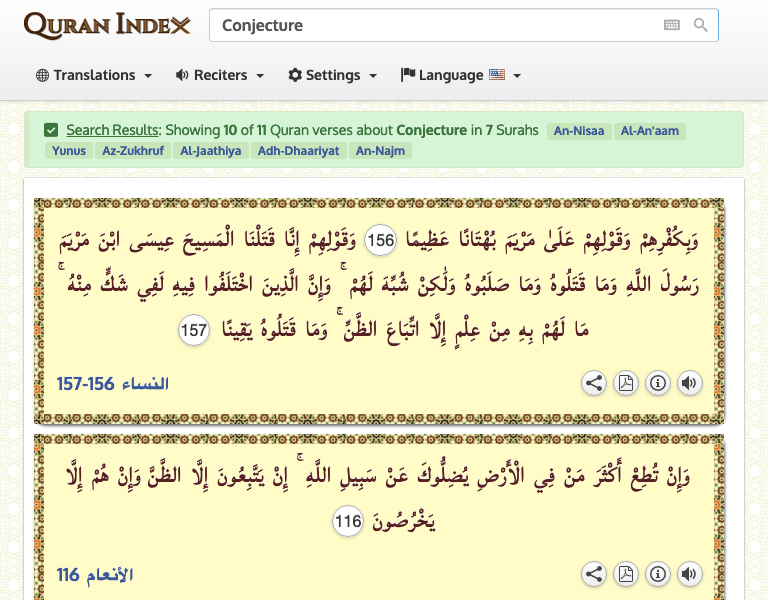 QURAN INDEX
Conjecture
Translations Reciters Settings Language
Search Results: Showing 10 of 11 Quran verses about Conjecture in 7 Surahs An-Nisaa Al-An'aam
Yunus Az-Zukhruf Al-Jaathiya Adh-Dhaariyat An-Najm
وَبِكُفْرِهِمْ وَقَوْلِهِمْ عَلَىٰ مَرْيَمَ بُهْتَانًا عَظِيمًا 156 وَقَوْلِهِمْ إِنَّا قَتَلْنَا الْمَسِيحَ عِيسَى ابْنَ مَرْيَمَ
رَسُولَ اللَّهِ وَمَا قَتَلُوهُ وَمَا صَلَبُوهُ وَلَٰكِنْ شُبِّهَ لَهُمْ ۚ وَإِنَّ الَّذِينَ اخْتَلَفُوا فِيهِ لَفِي شَكٍّ مِنْهُ ۚ
مَا لَهُمْ بِهِ مِنْ عِلْمٍ إِلَّا اتِّبَاعَ الظَّنِّ ۚ وَمَا قَتَلُوهُ يَقِينًا 157
النساء 156-157
وَإِنْ تُطِعْ أَكْثَرَ مَنْ فِي الْأَرْضِ يُضِلُّوكَ عَنْ سَبِيلِ اللَّهِ ۚ إِنْ يَتَّبِعُونَ إِلَّا الظَّنَّ وَإِنْ هُمْ إِلَّا
يَخْرُصُونَ 116
الأنعام 116